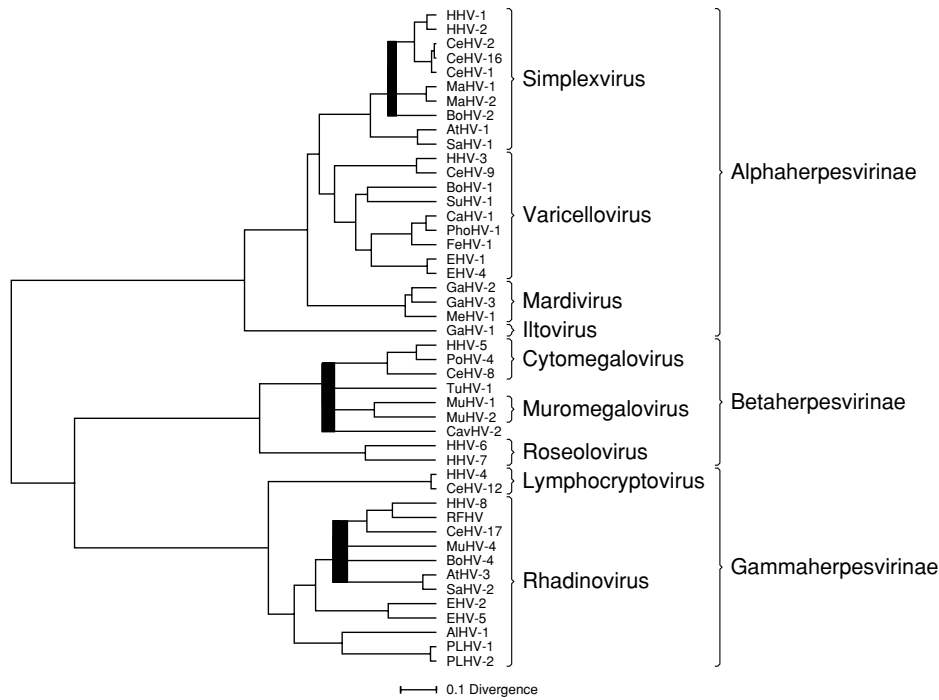 HHV-1
HHV-2
CeHV-2
CeHV-16
CeHV-1
MaHV-1
MaHV-2
BoHV-2
AtHV-1
SaHV-1
Simplexvirus
HHV-3
CeHV-9
BoHV-1
SuHV-1
CaHV-1
PhoHV-1
FeHV-1
EHV-1
EHV-4
Varicellovirus
GaHV-2
GaHV-3
MeHV-1
Mardivirus
GaHV-1
Iltovirus
Alphaherpesvirinae
HHV-5
PoHV-4
CeHV-8
Cytomegalovirus
TuHV-1
MuHV-1
MuHV-2
Muromegalovirus
CavHV-2
HHV-6
HHV-7
Roseolovirus
Betaherpesvirinae
HHV-4
CeHV-12
Lymphocryptovirus
HHV-8
RFHV
CeHV-17
MuHV-4
BoHV-4
AtHV-3
SaHV-2
EHV-2
EHV-5
AlHV-1
PLHV-1
PLHV-2
Rhadinovirus
Gammaherpesvirinae
0.1 Divergence